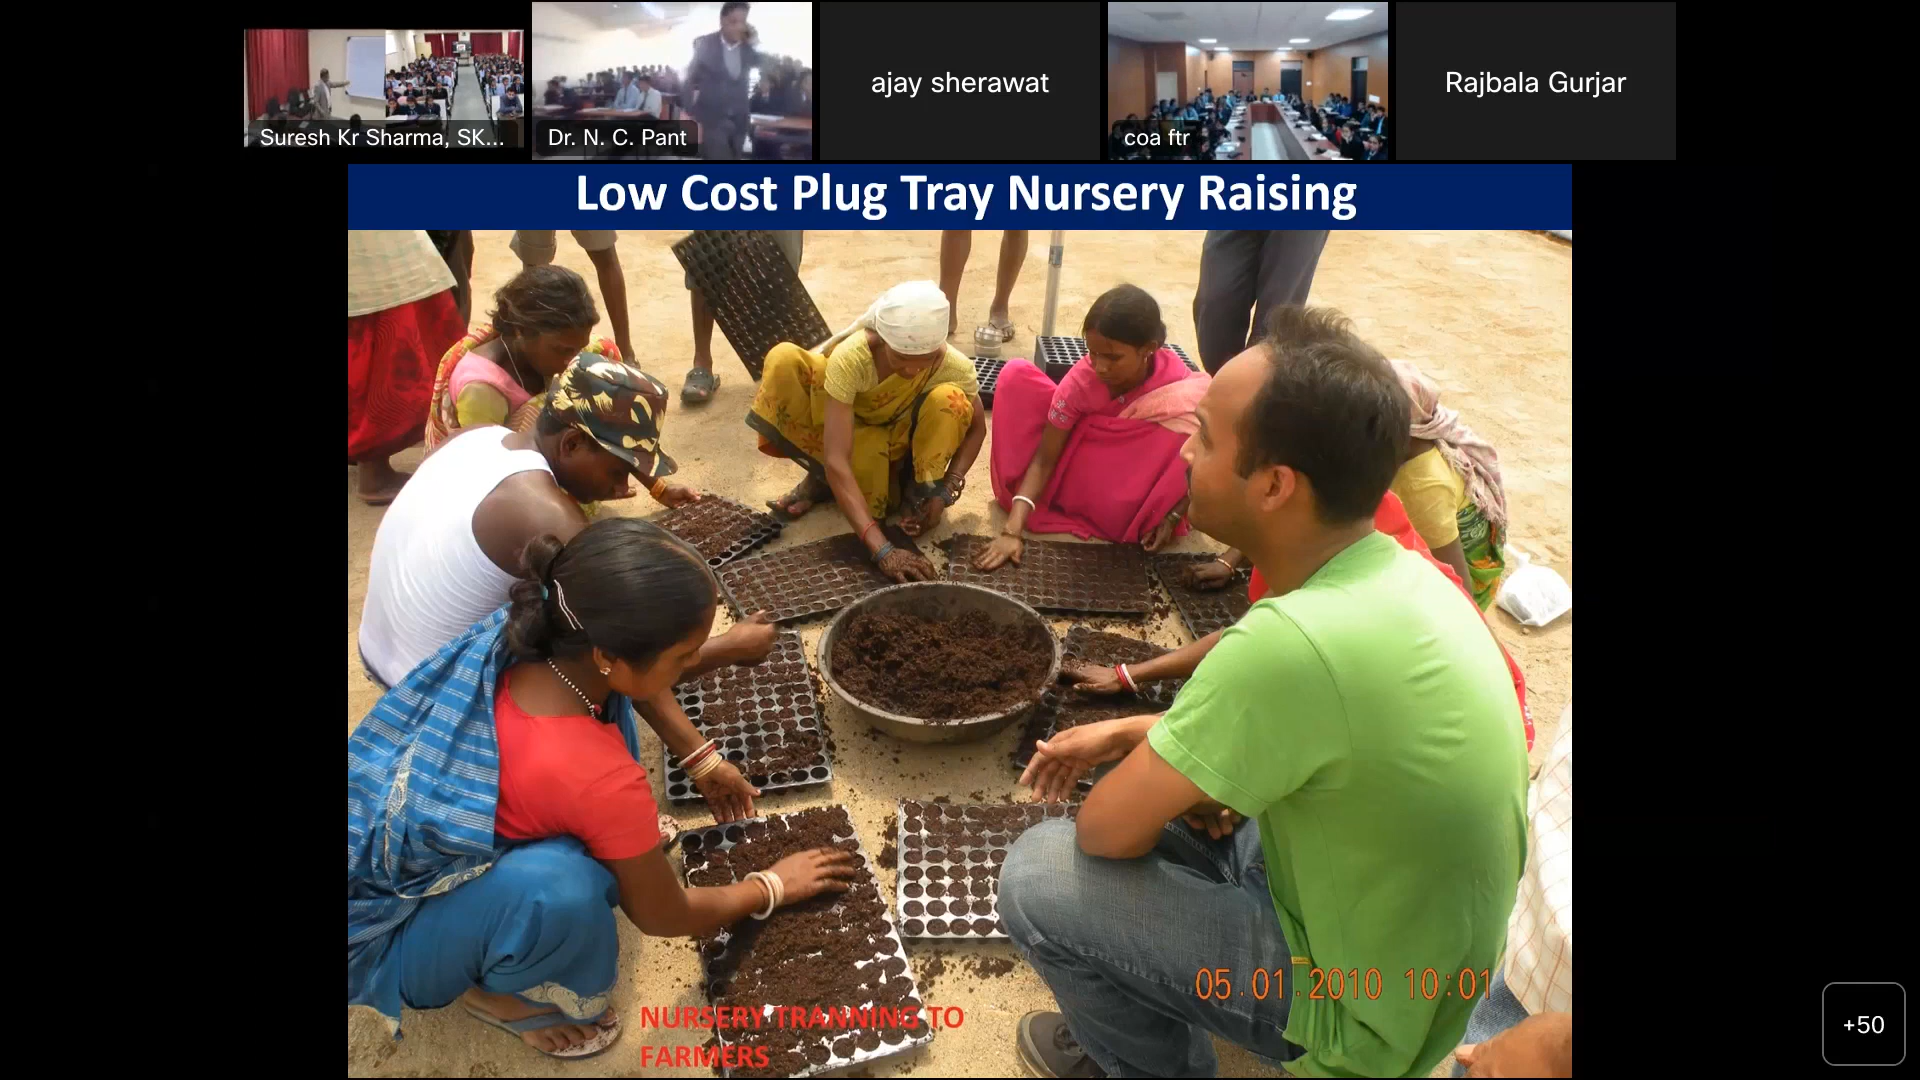 Suresh Kr Sharma, SK...
Dr. N. C. Pant
ajay sherawat
coa ftr
Rajbala Gurjar
Low Cost Plug Tray Nursery Raising
05.01.2010 10:01
NURSERY TRANNING TO
FARMERS
+50